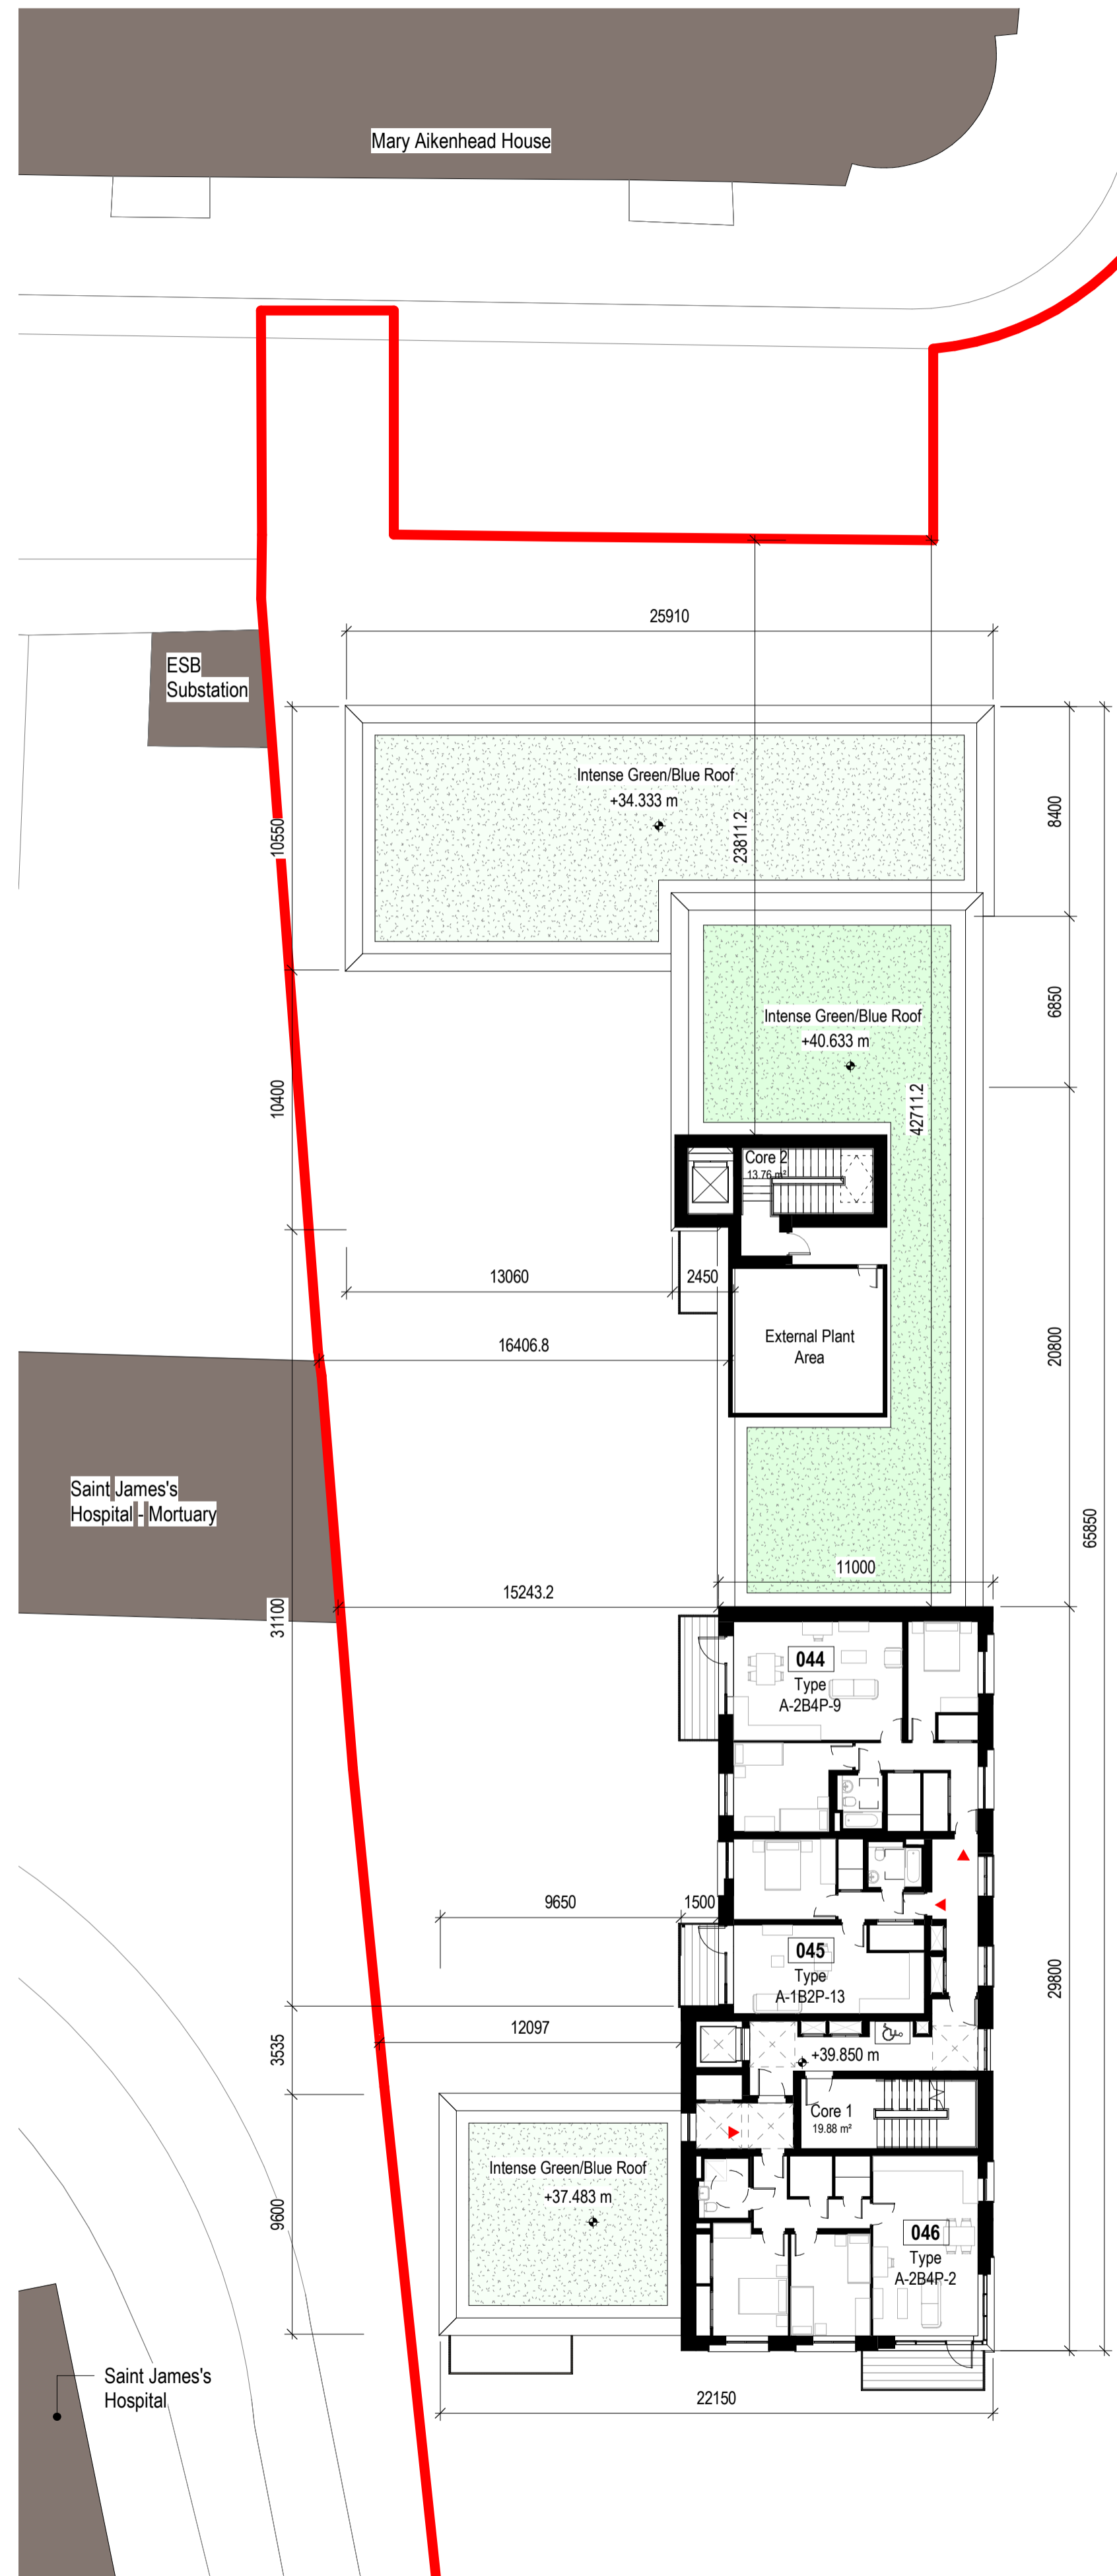 Mary Aikenhead House
25910
ESB
Substation
Intense Green/Blue Roof
+34.333 m
10550
23811.2
8400
Intense Green/Blue Roof
+40.633 m
6850
10400
42711.2
Core 2
13.76 m²
13060
2450
External Plant
Area
16406.8
20800
Saint James's
Hospital - Mortuary
65850
11000
15243.2
31100
044
Type
A-2B4P-9
9650
1500
045
Type
A-1B2P-13
29800
12097
3535
+39.850 m
Core 1
19.88 m²
Intense Green/Blue Roof
+37.483 m
9600
046
Type
A-2B4P-2
Saint James's
Hospital
22150